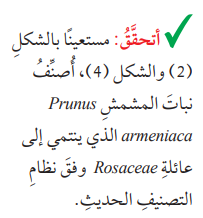 أتحقَّقُ: مستعينًا بالشكلِ
(2) والشكل (4)، أُصنِّفُ
نباتَ المشمشِ Prunus
armeniaca الذي ينتمي إلى
عائلةِ Rosaceae وفقَ نظامِ
التصنيفِ الحديثِ.